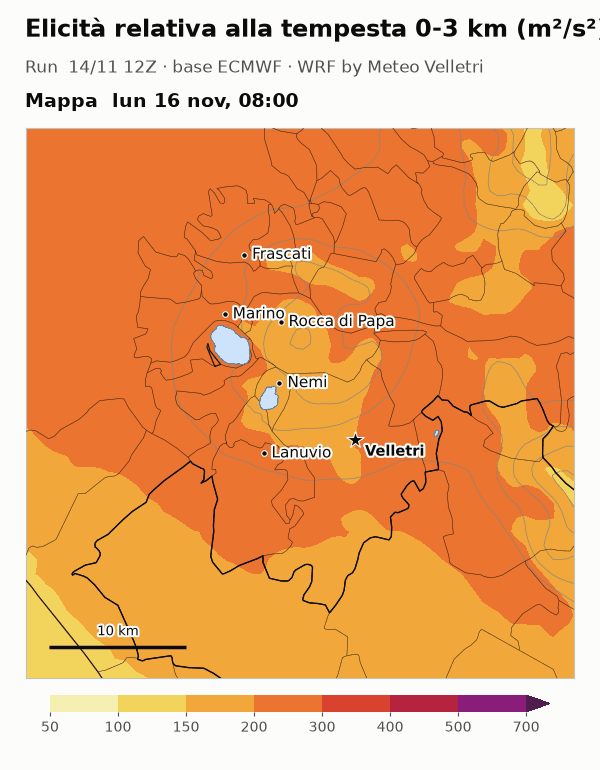 Elicità relativa alla tempesta 0-3 km (m²/s²)
Run  14/11 12Z · base ECMWF · WRF by Meteo Velletri
Mappa  lun 16 nov, 08:00
Frascati
Marino
Rocca di Papa
Nemi
Velletri
Lanuvio
10 km
50 100 150 200 300 400 500 700